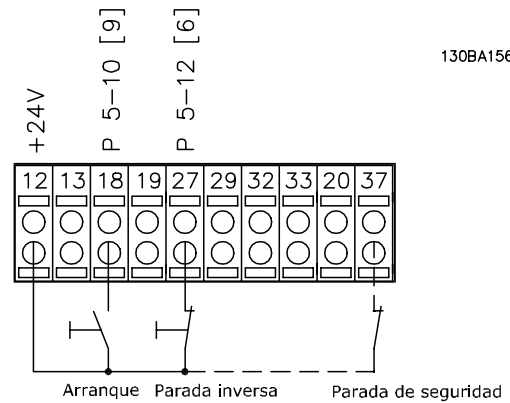 130BA156
+24V
P 5-10 [9]
P 5-12 [6]
12 13 18 19 27 29 32 33 20 37
Arranque Parada inversa Parada de seguridad